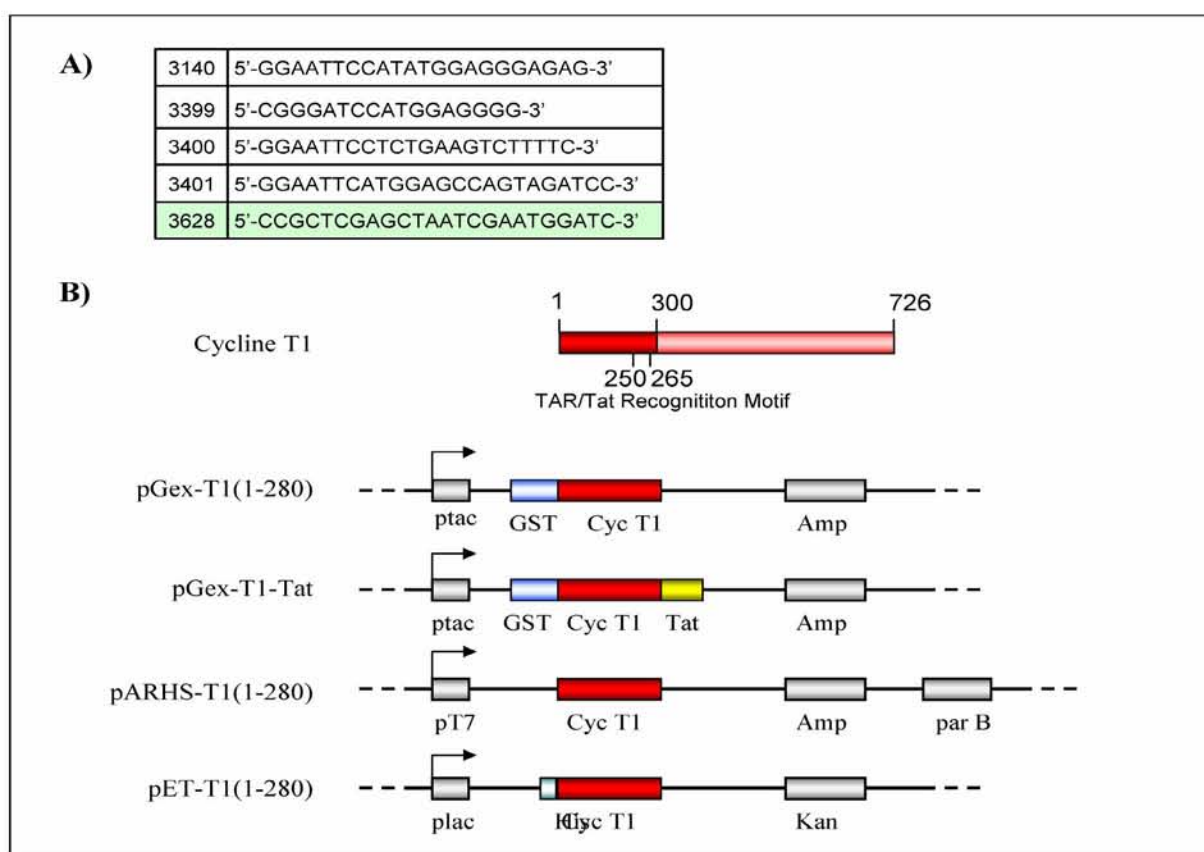 A)
3140 5'-GGAATTCCATATGGAGGGAGAG-3'
3399 5'-CGGGATCCATGGAGGGG-3'
3400 5'-GGAATTCCTCTGAAGTCTTTTC-3'
3401 5'-GGAATTCATGGAGCCAGTAGATCC-3'
3628 5'-CCGCTCGAGCTAATCGAATGGATC-3'
B)
1 300 726
Cycline T1
250 265
TAR/Tat Recognititon Motif
pGex-T1(1-280)
ptac GST Cyc T1 Amp
pGex-T1-Tat
ptac GST Cyc T1 Tat Amp
pARHS-T1(1-280)
pT7 Cyc T1 Amp par B
pET-T1(1-280)
plac His Cyc T1 Kan